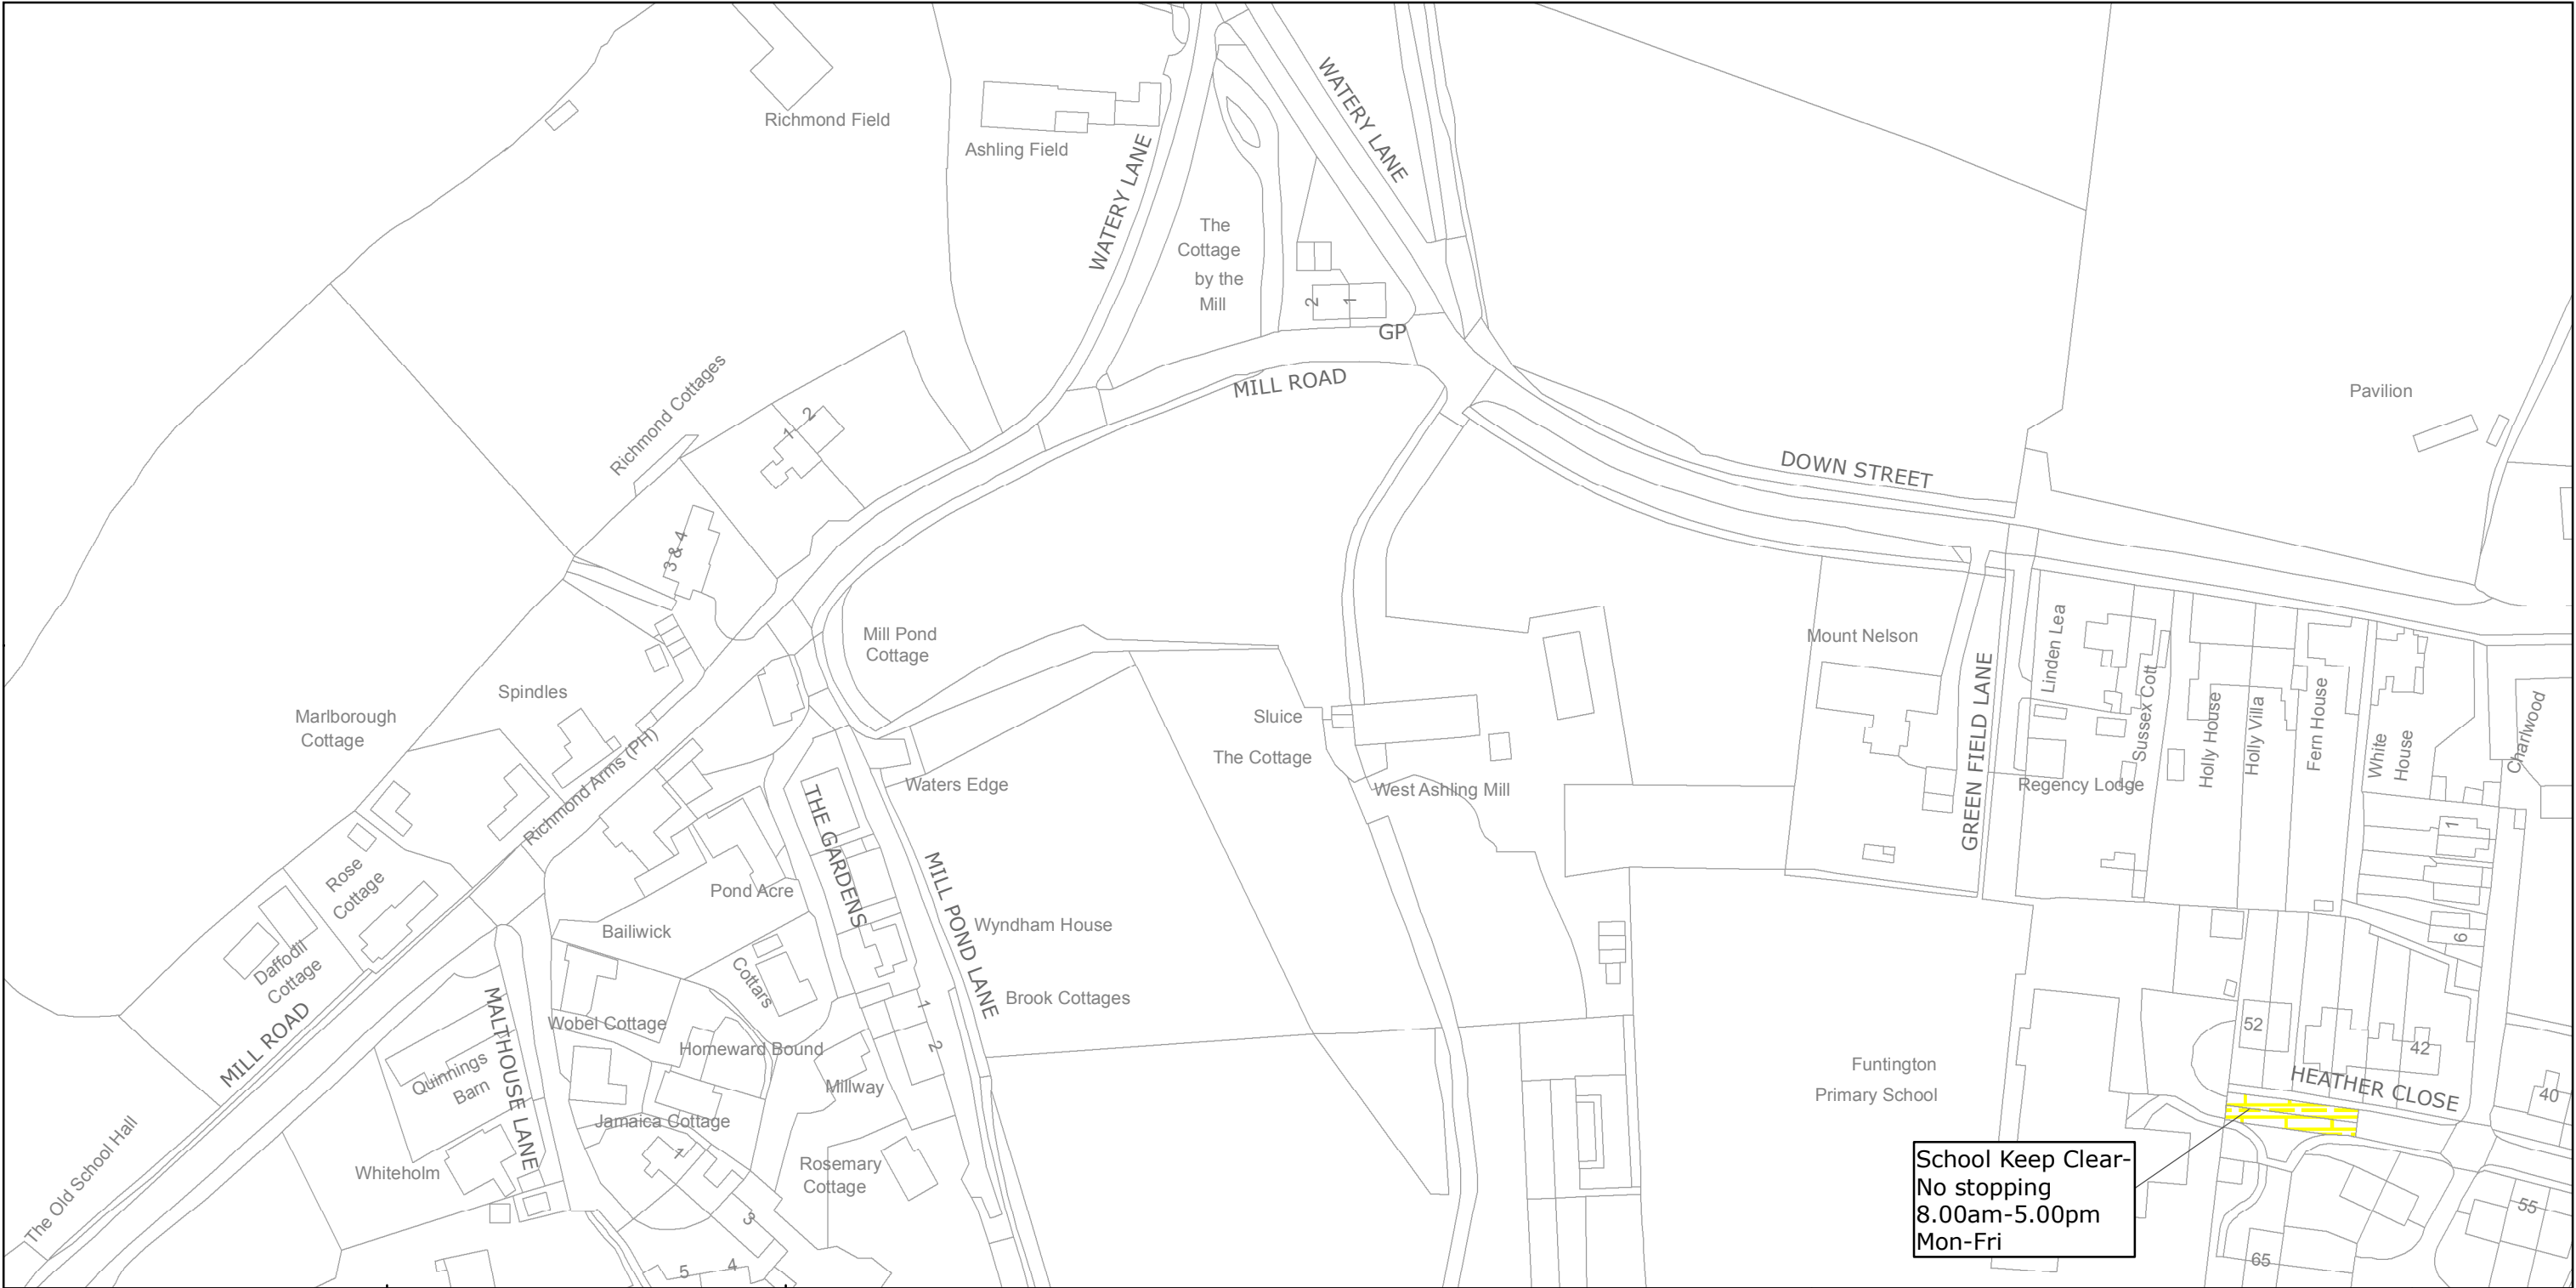 Richmond Field
Ashling Field
WATERY LANE
WATERY LANE
The
Cottage
by the
Mill
2
1
GP
MILL ROAD
Richmond Cottages
1
2
3 & 4
DOWN STREET
Pavilion
Mill Pond
Cottage
Mount Nelson
GREEN FIELD LANE
Linden Lea
Sussex Cott
Regency Lodge
Holly House
Holly Villa
Fern House
White
House
Charlwood
Spindles
Marlborough
Cottage
Richmond Arms (PH)
Sluice
The Cottage
West Ashling Mill
Waters Edge
THE GARDENS
MILL POND LANE
Rose
Cottage
Pond Acre
Bailiwick
Wyndham House
Brook Cottages
1
2
Daffodil
Cottage
Cottars
MILL ROAD
MALTHOUSE LANE
Quinnings
Barn
Wobel Cottage
Homeward Bound
Millway
Jamaica Cottage
1
Whiteholm
Rosemary
Cottage
The Old School Hall
3
4
5
1
6
52
42
HEATHER CLOSE
40
55
65
Funtington
Primary School
School Keep Clear-
No stopping
8.00am-5.00pm
Mon-Fri